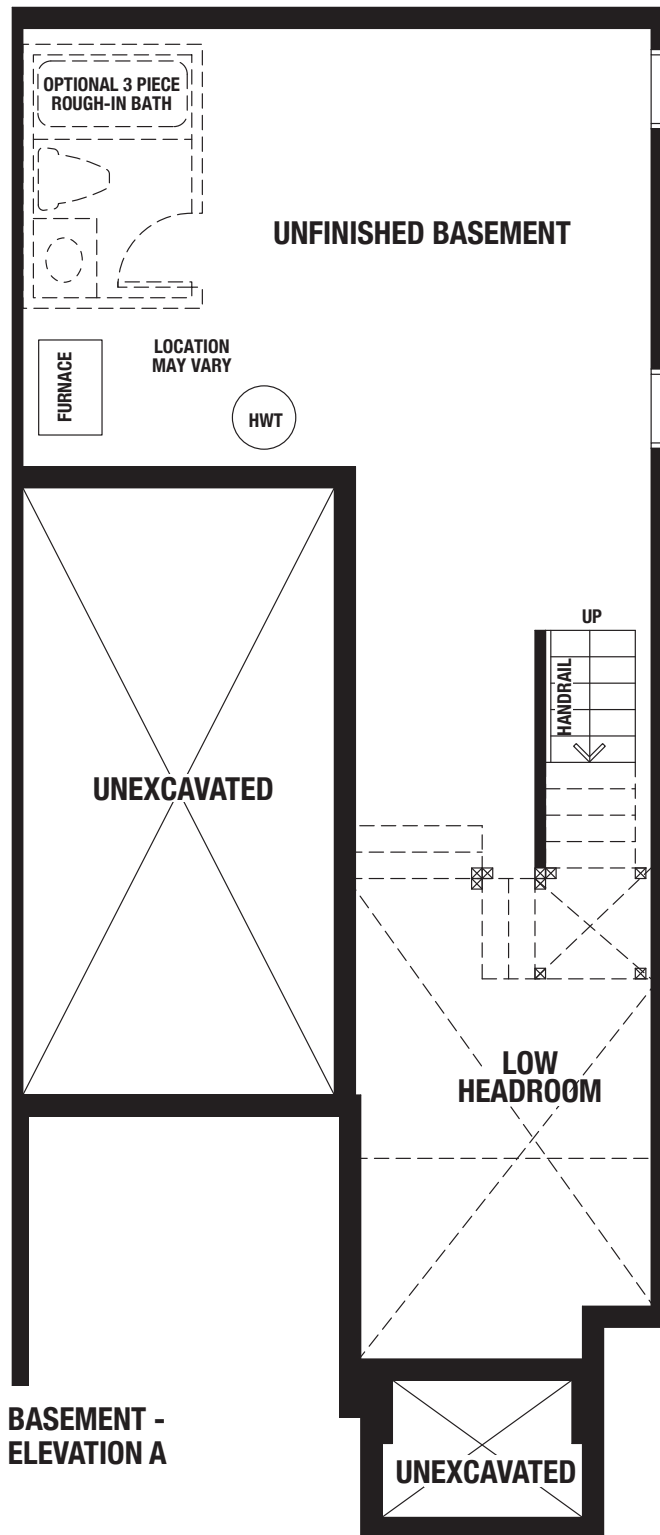 OPTIONAL 3 PIECE
ROUGH-IN BATH
UNFINISHED BASEMENT
LOCATION
MAY VARY
FURNACE
HWT
UP
HANDRAIL
UNEXCAVATED
LOW
HEADROOM
BASEMENT -
ELEVATION A
UNEXCAVATED